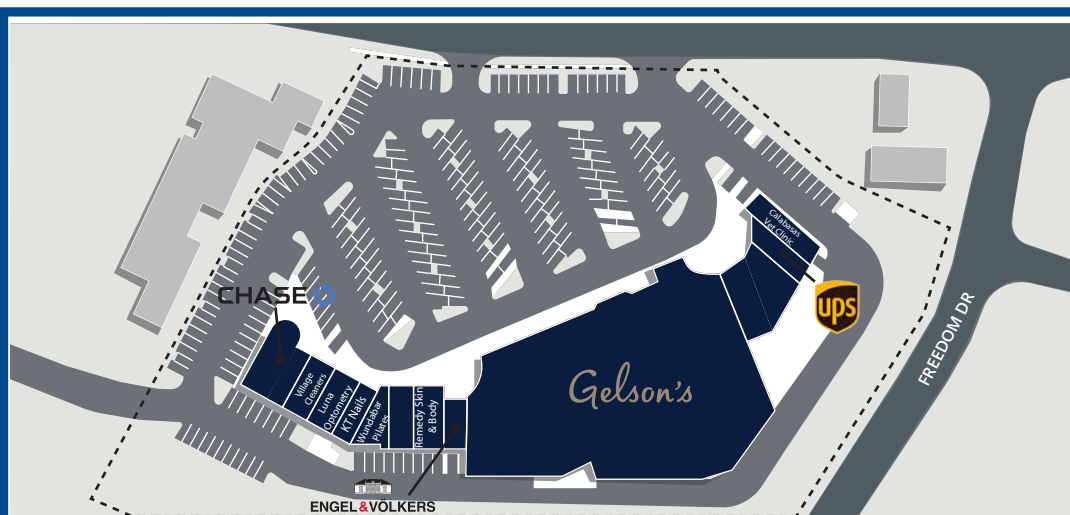 Calabasas
Vet Clinic
CHASE
ups
FREEDOM DR
Village
Cleaners
Luna
Optometry
KT Nails
Wundabar
Pilates
Remedy Skin
& Body
Gelson's
ENGEL&VÖLKERS